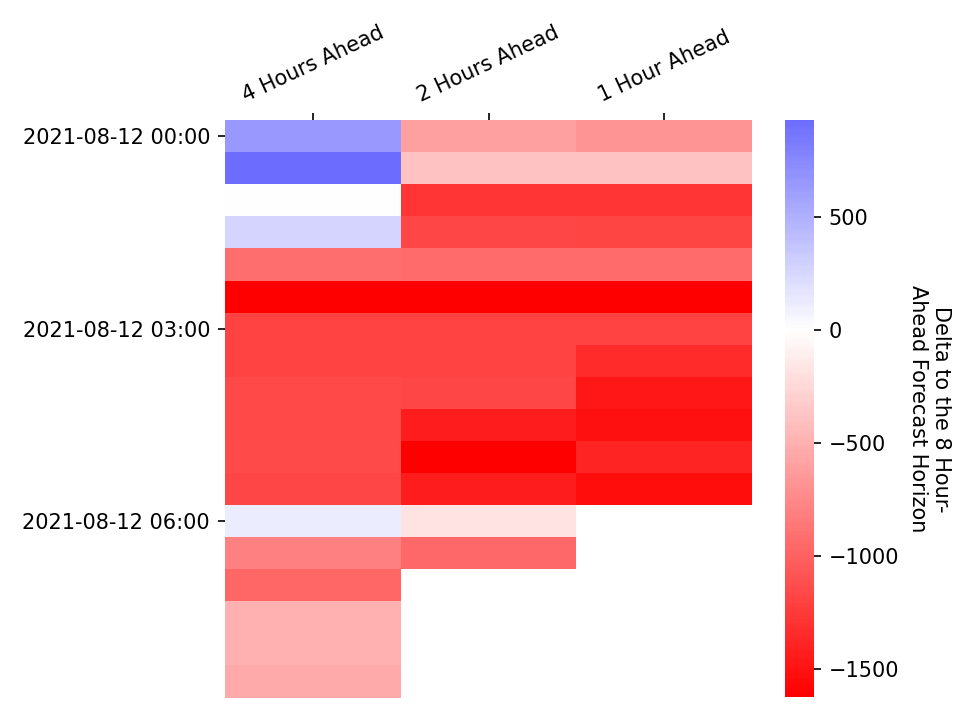 4 Hours Ahead
2 Hours Ahead
1 Hour Ahead
2021-08-12 00:00
2021-08-12 03:00
2021-08-12 06:00
500
0
−500
−1000
−1500
Delta to the 8 Hour-
Ahead Forecast Horizon